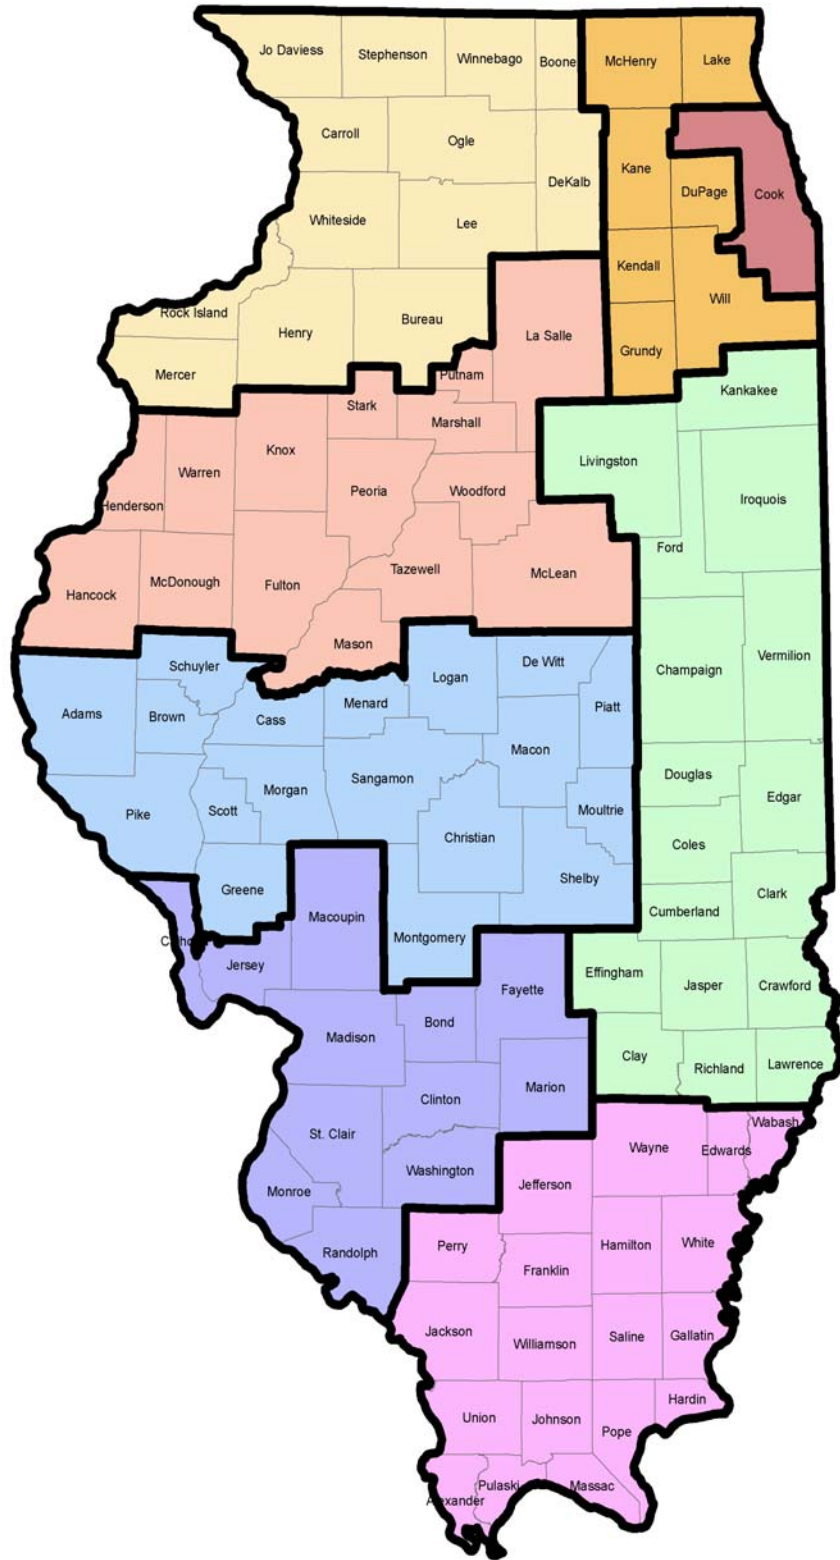 Jo Daviess
Stephenson
Winnebago
Boone
McHenry
Lake
Carroll
Ogle
DeKalb
Kane
DuPage
Cook
Whiteside
Lee
Kendall
Will
Rock Island
Henry
Bureau
La Salle
Grundy
Mercer
Putnam
Kankakee
Stark
Marshall
Knox
Warren
Peoria
Woodford
Livingston
Iroquois
Henderson
Ford
Hancock
McDonough
Fulton
Tazewell
McLean
Mason
Schuyler
Logan
De Witt
Champaign
Vermilion
Adams
Brown
Cass
Menard
Piatt
Macon
Sangamon
Douglas
Pike
Scott
Morgan
Christian
Moultrie
Edgar
Coles
Greene
Shelby
Clark
Macoupin
Cumberland
Calhoun
Montgomery
Jersey
Effingham
Jasper
Crawford
Fayette
Bond
Madison
Clay
Richland
Lawrence
Marion
Clinton
St. Clair
Wabash
Wayne
Edwards
Washington
Jefferson
Monroe
Randolph
Perry
Hamilton
White
Franklin
Jackson
Williamson
Saline
Gallatin
Hardin
Union
Johnson
Pope
Pulaski
Massac
Alexander